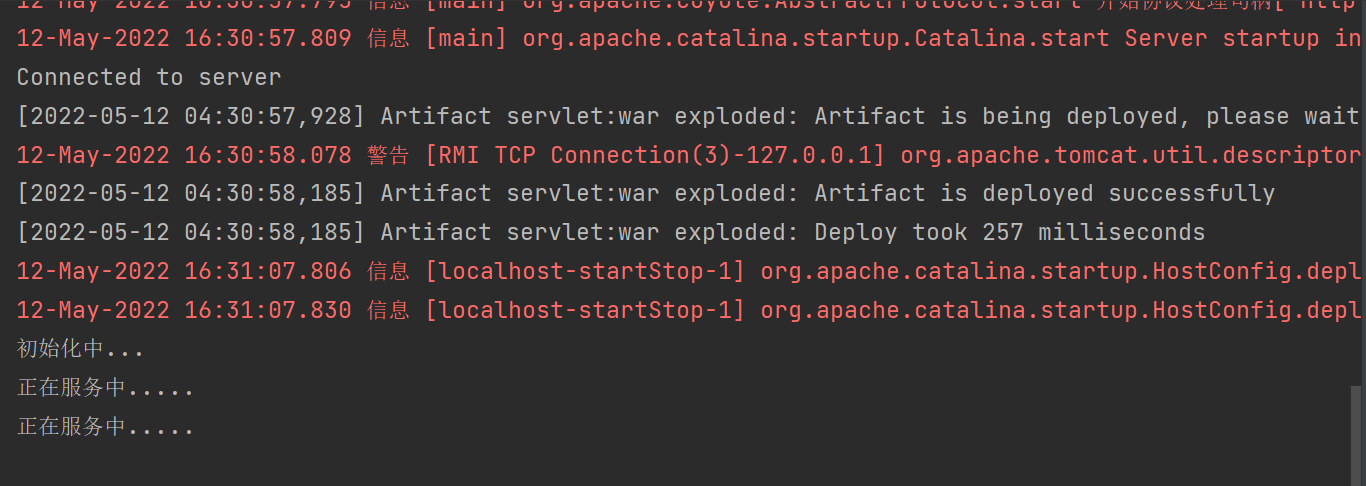 12-May-2022 16:30:57.795 信息 [main] org.apache.coyote.AbstractProtocol.start 开始协议处理句柄["http
12-May-2022 16:30:57.809 信息 [main] org.apache.catalina.startup.Catalina.start Server startup in
Connected to server
[2022-05-12 04:30:57,928] Artifact servlet:war exploded: Artifact is being deployed, please wait
12-May-2022 16:30:58.078 警告 [RMI TCP Connection(3)-127.0.0.1] org.apache.tomcat.util.descriptor
[2022-05-12 04:30:58,185] Artifact servlet:war exploded: Artifact is deployed successfully
[2022-05-12 04:30:58,185] Artifact servlet:war exploded: Deploy took 257 milliseconds
12-May-2022 16:31:07.806 信息 [localhost-startStop-1] org.apache.catalina.startup.HostConfig.depl
12-May-2022 16:31:07.830 信息 [localhost-startStop-1] org.apache.catalina.startup.HostConfig.depl
初始化中...
正在服务中.....
正在服务中.....